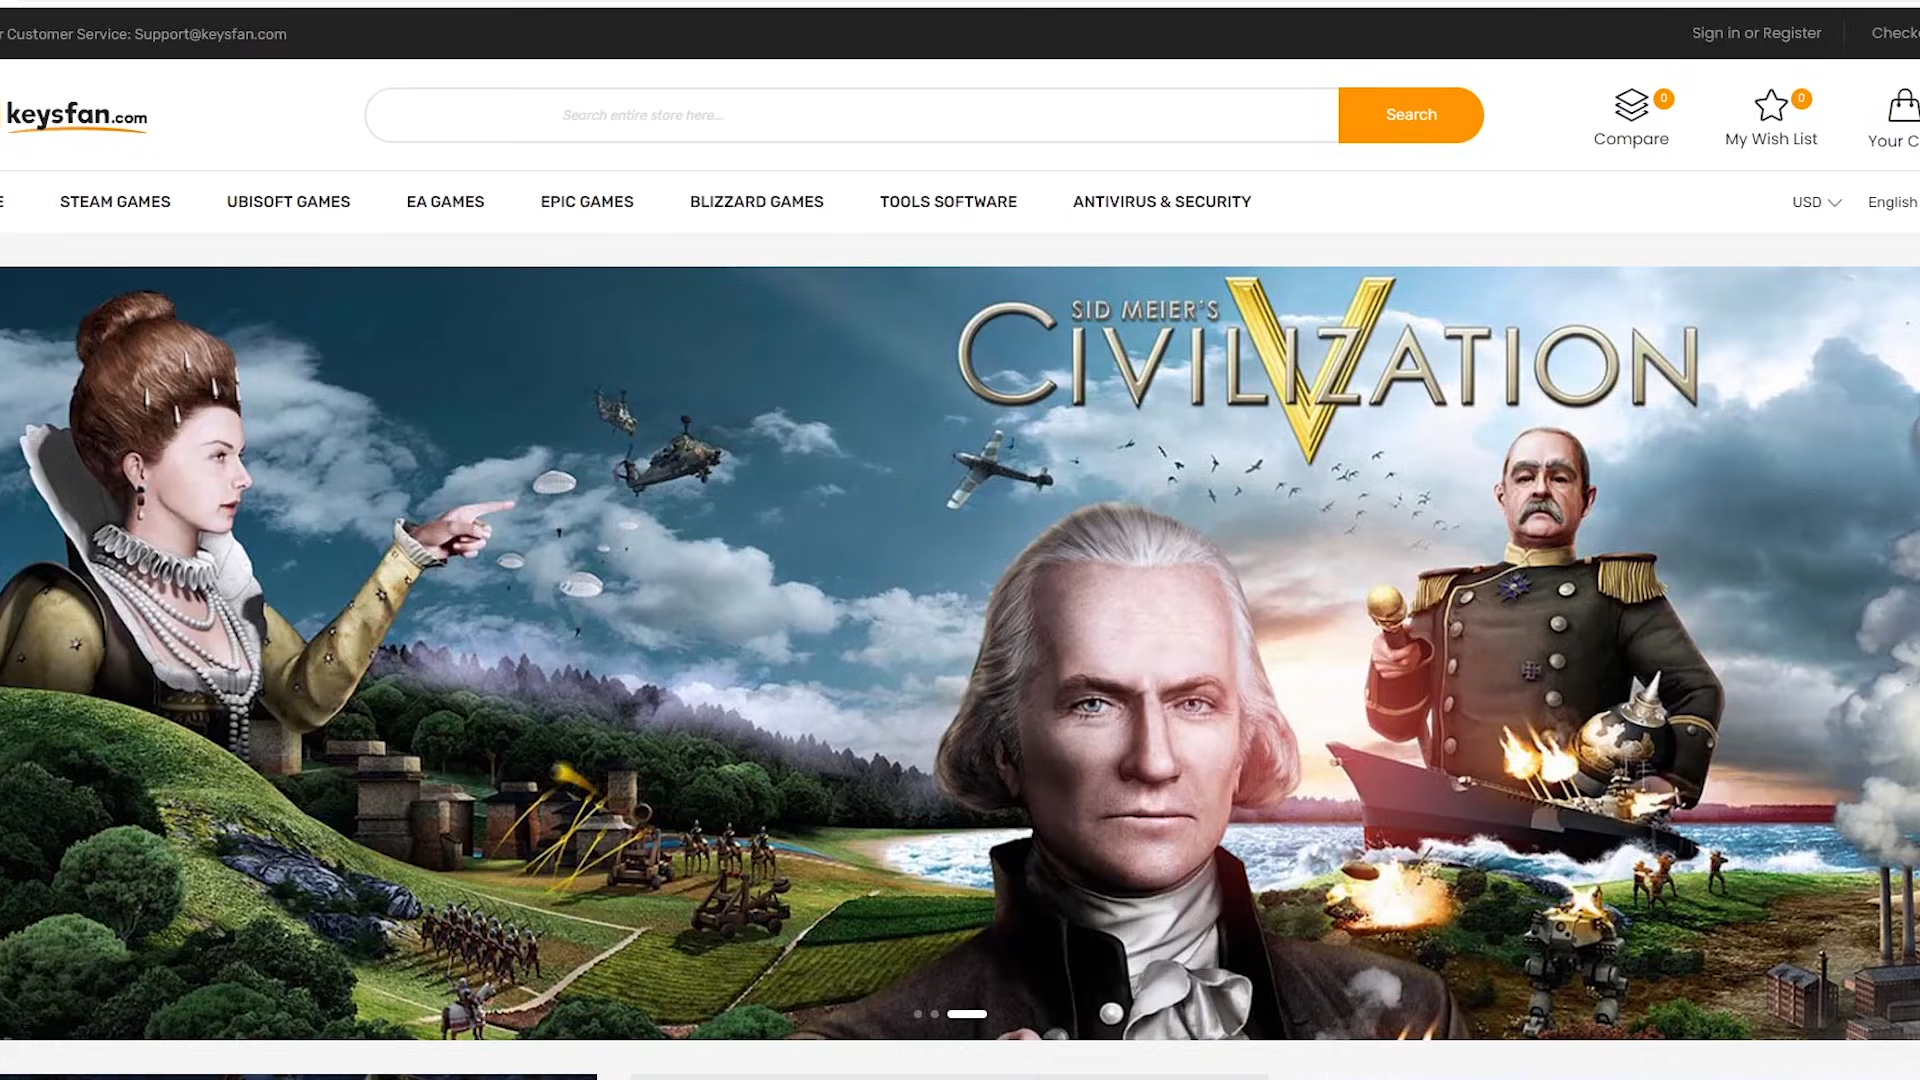 r Customer Service: Support@keysfan.com
Sign in or Register
Checko
keysfan.com
Search entire store here...
Search
0
Compare
0
My Wish List
Your C
E
STEAM GAMES
UBISOFT GAMES
EA GAMES
EPIC GAMES
BLIZZARD GAMES
TOOLS SOFTWARE
ANTIVIRUS & SECURITY
USD
English
SID MEIER'S
CIVILIZATION
V